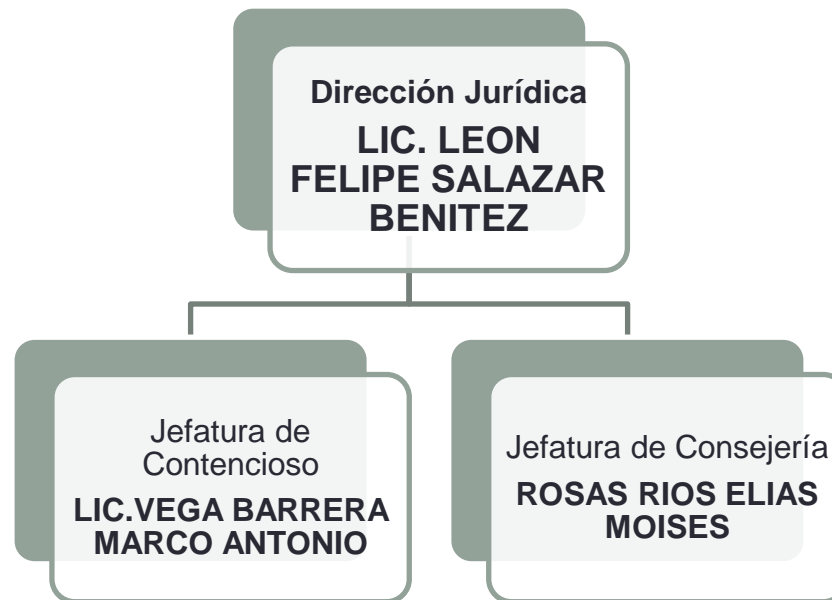 Dirección Jurídica
LIC. LEON
FELIPE SALAZAR
BENITEZ
Jefatura de
Contencioso
LIC.VEGA BARRERA
MARCO ANTONIO
Jefatura de Consejería
ROSAS RIOS ELIAS
MOISES